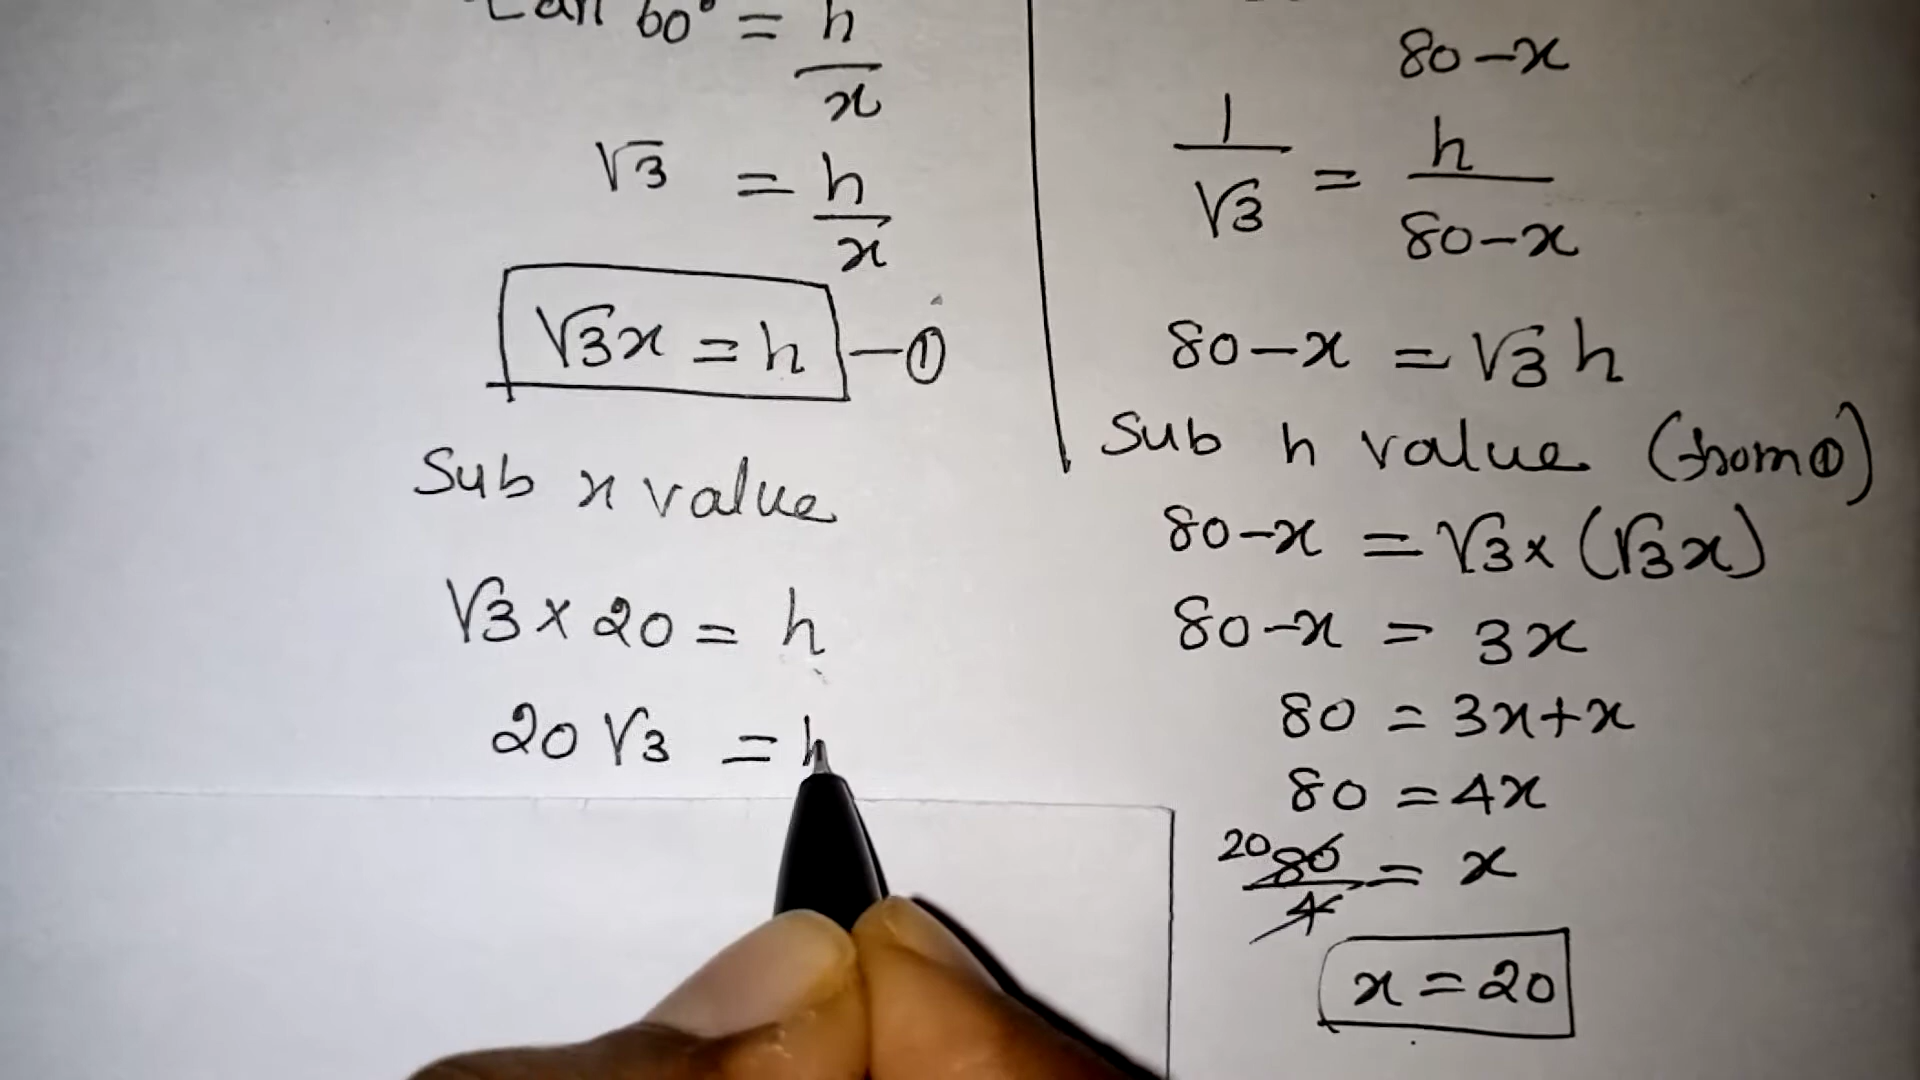 tan 60° = h/x
√3 = h/x
√3x = h —①
Sub x value
√3 × 20 = h
20√3 = h
80-x
1/√3 = h/80-x
80-x = √3 h
Sub h value (from①)
80-x = √3 × (√3x)
80-x = 3x
80 = 3x+x
80 = 4x
20 80/4 = x
x = 20